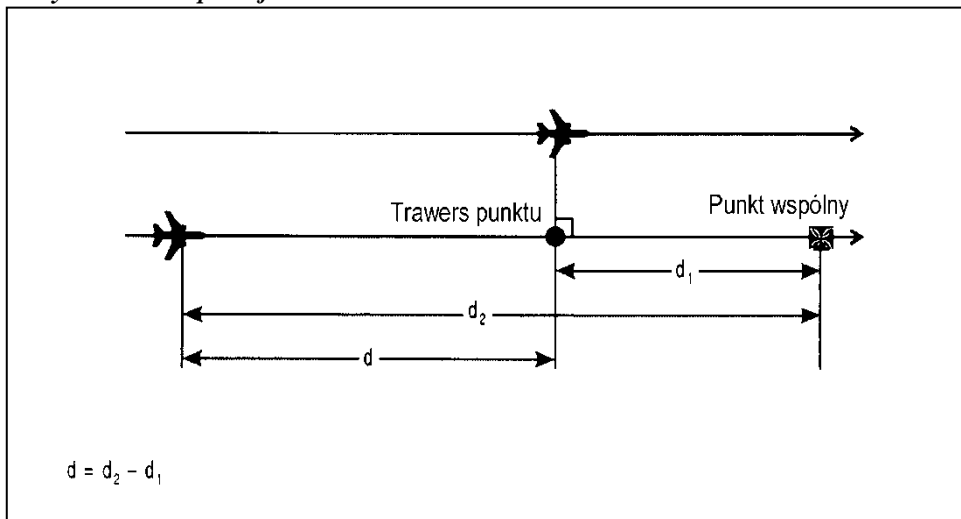 Trawers punktu
Punkt wspólny
d₁
d₂
d
d = d₂ – d₁